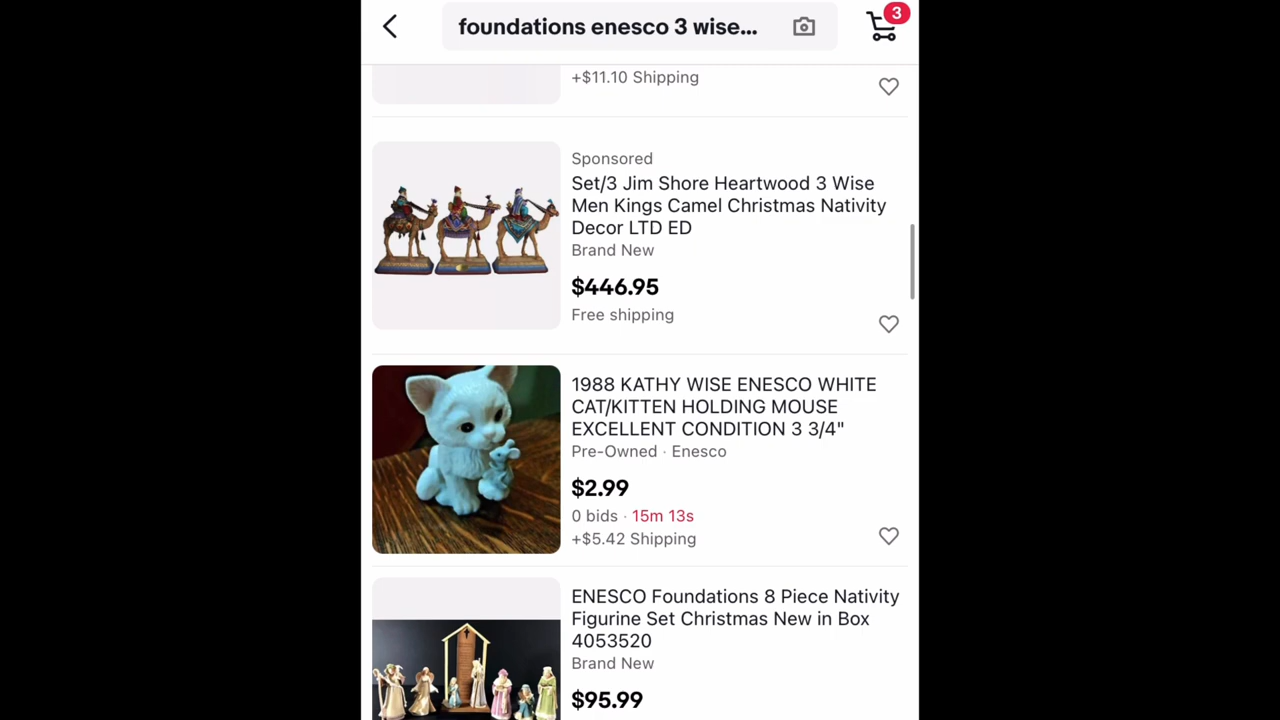 foundations enesco 3 wise...
3
+$11.10 Shipping
Sponsored
Set/3 Jim Shore Heartwood 3 Wise
Men Kings Camel Christmas Nativity
Decor LTD ED
Brand New
$446.95
Free shipping
1988 KATHY WISE ENESCO WHITE
CAT/KITTEN HOLDING MOUSE
EXCELLENT CONDITION 3 3/4"
Pre-Owned · Enesco
$2.99
0 bids · 15m 13s
+$5.42 Shipping
ENESCO Foundations 8 Piece Nativity
Figurine Set Christmas New in Box
4053520
Brand New
$95.99